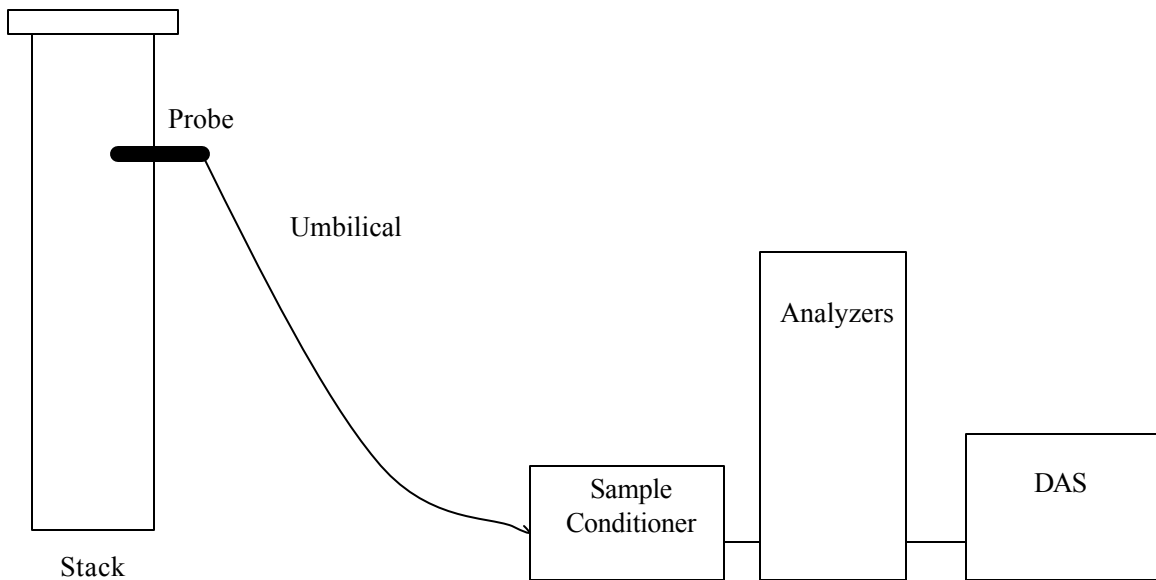 Probe
Umbilical
Analyzers
Sample
Conditioner
DAS
Stack